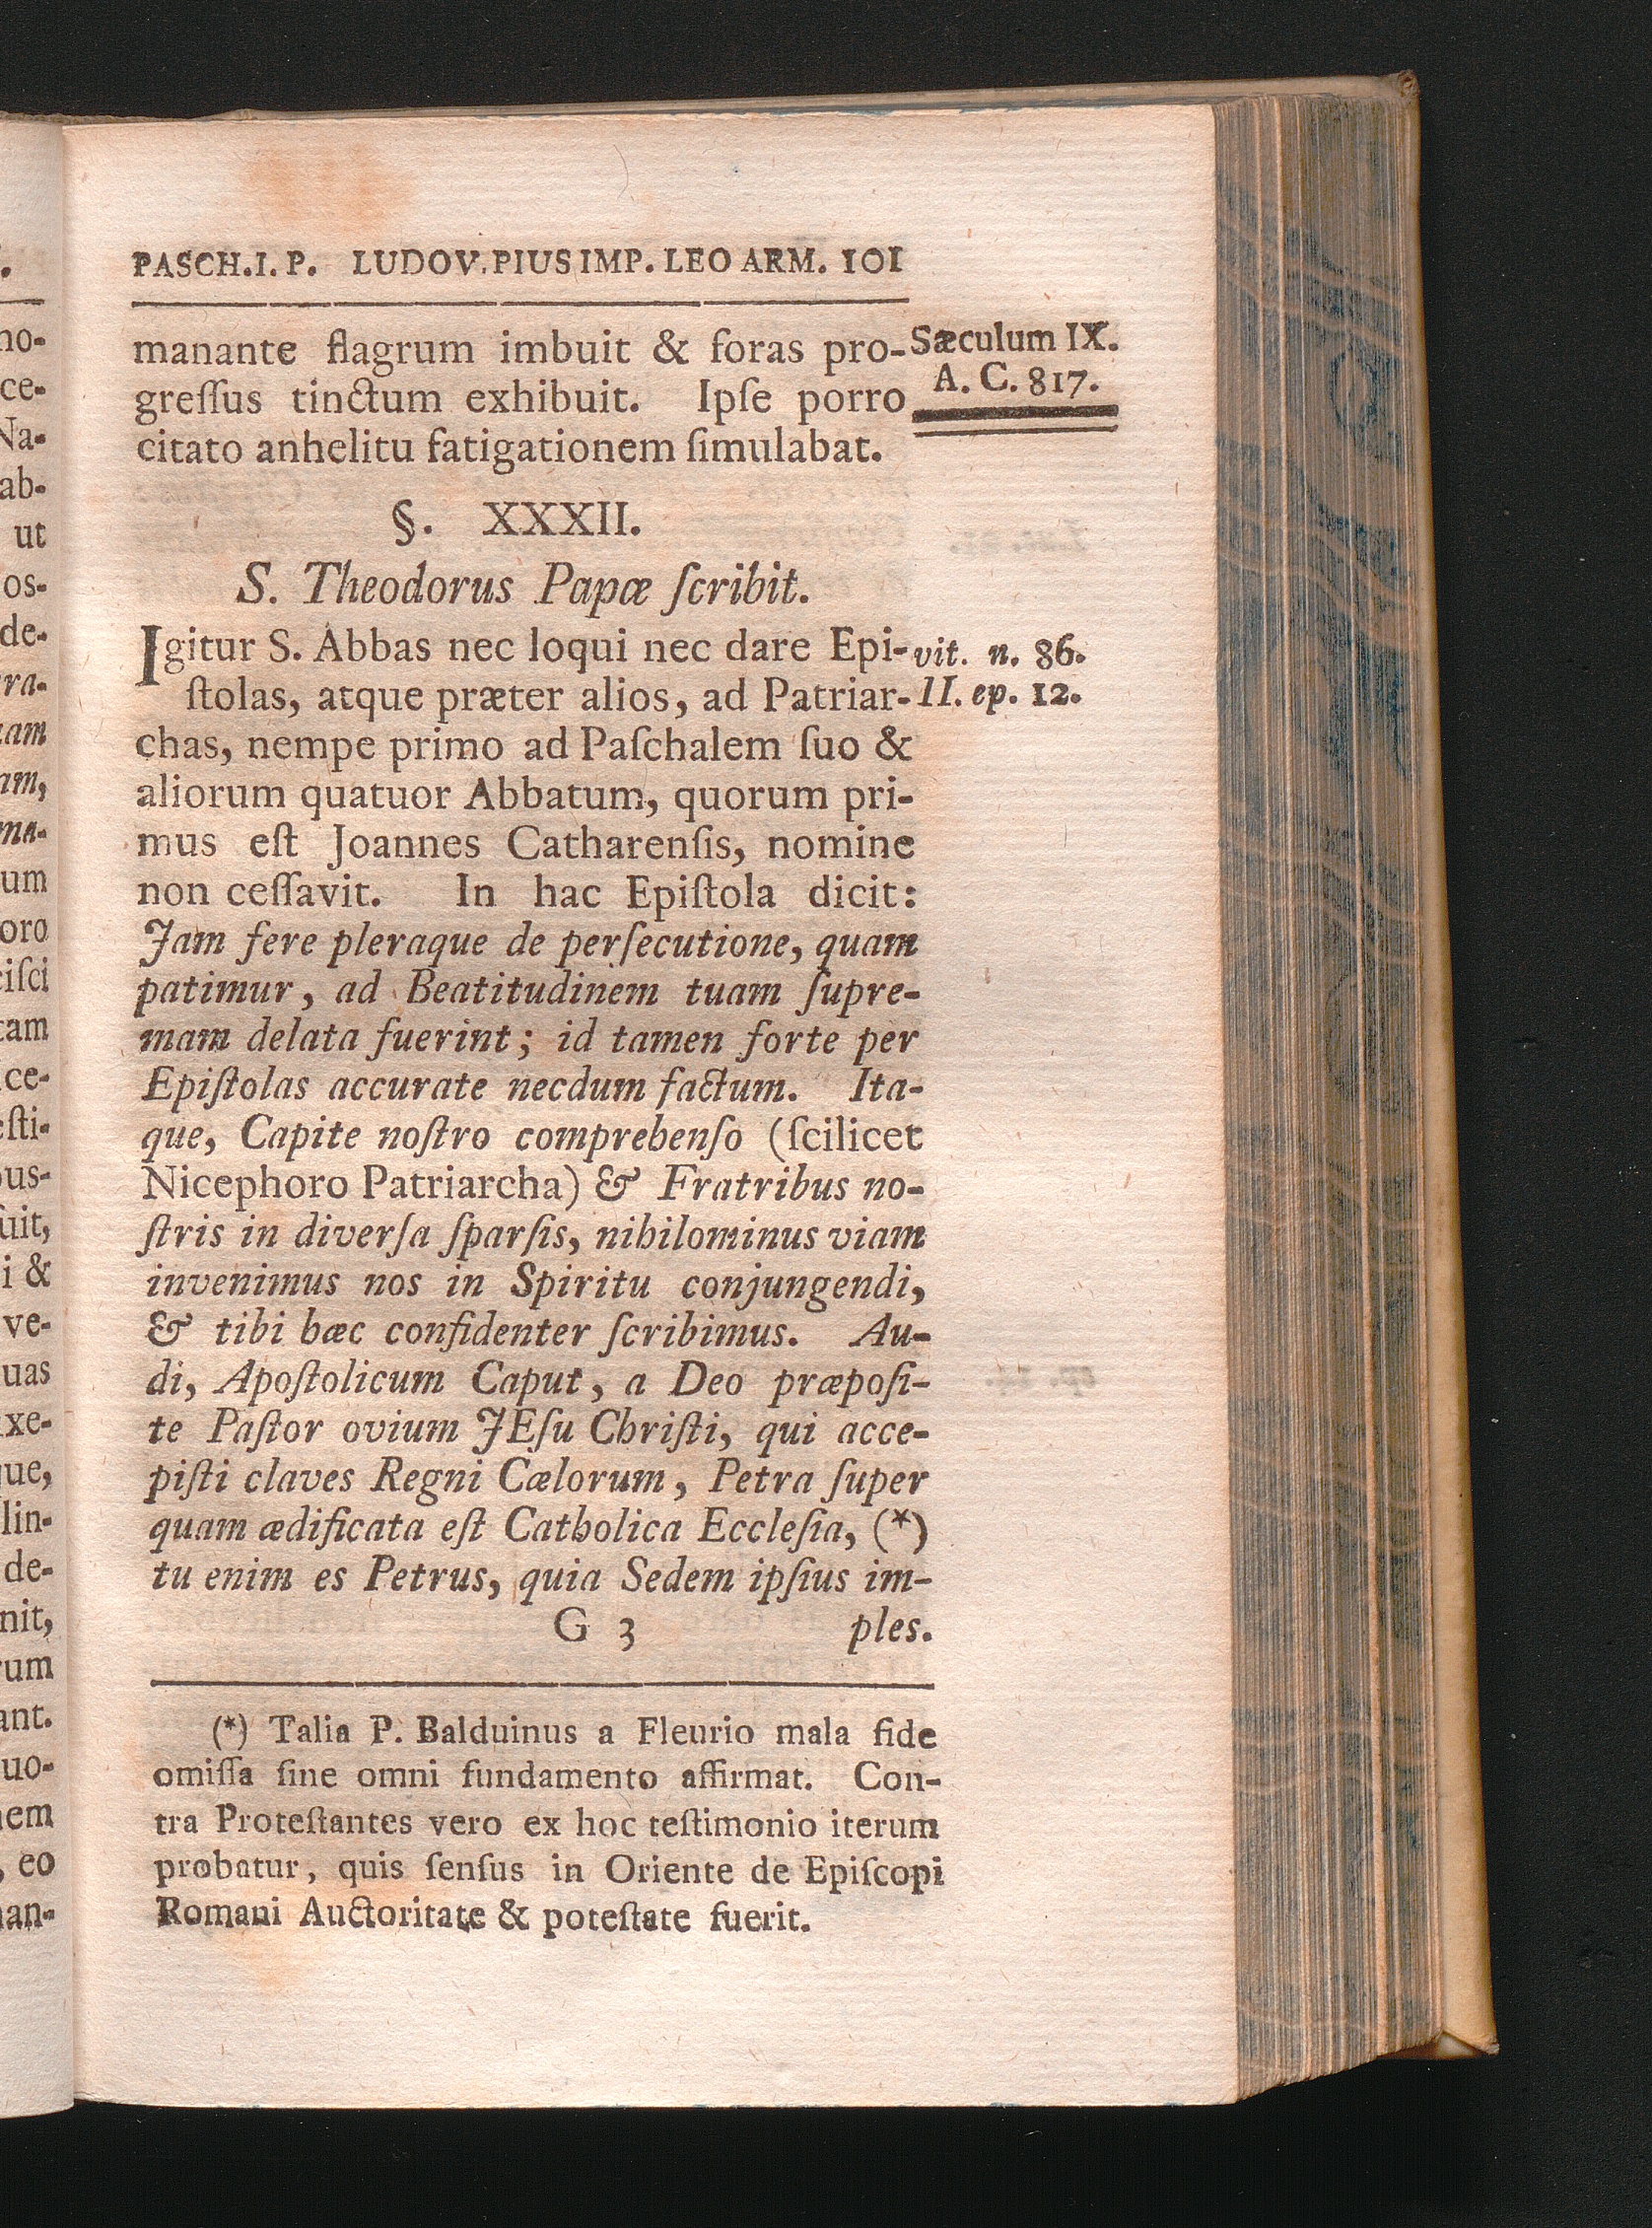 PASCH.I. P. LUDOV.PIUS IMP. LEO ARM. 101
manante flagrum imbuit & foras pro-
greſſus tinctum exhibuit. Ipſe porro
citato anhelitu fatigationem ſimulabat.
Sæculum IX.
A. C. 817.
§. XXXII.
S. Theodorus Papæ ſcribit.
Igitur S. Abbas nec loqui nec dare Epi-
ſtolas, atque præter alios, ad Patriar-
vit. n. 86.
II. ep. 12.
chas, nempe primo ad Paſchalem ſuo &
aliorum quatuor Abbatum, quorum pri-
mus eſt Joannes Catharenſis, nomine
non ceſſavit. In hac Epiſtola dicit:
Jam fere pleraque de perſecutione, quam
patimur, ad Beatitudinem tuam ſupre-
mam delata fuerint; id tamen forte per
Epiſtolas accurate necdum factum. Ita-
que, Capite noſtro comprehenſo (ſcilicet
Nicephoro Patriarcha) & Fratribus no-
ſtris in diverſa ſparſis, nihilominus viam
invenimus nos in Spiritu conjungendi,
& tibi hæc confidenter ſcribimus. Au-
di, Apoſtolicum Caput, a Deo præpoſi-
te Paſtor ovium JEſu Chriſti, qui acce-
piſti claves Regni Cælorum, Petra ſuper
quam ædificata eſt Catholica Eccleſia, (*)
tu enim es Petrus, quia Sedem ipſius im-
G 3 ples.
(*) Talia P. Balduinus a Fleurio mala fide
omiſſa ſine omni fundamento affirmat. Con-
tra Proteſtantes vero ex hoc teſtimonio iterum
probatur, quis ſenſus in Oriente de Epiſcopi
Romani Auctoritate & poteſtate fuerit.